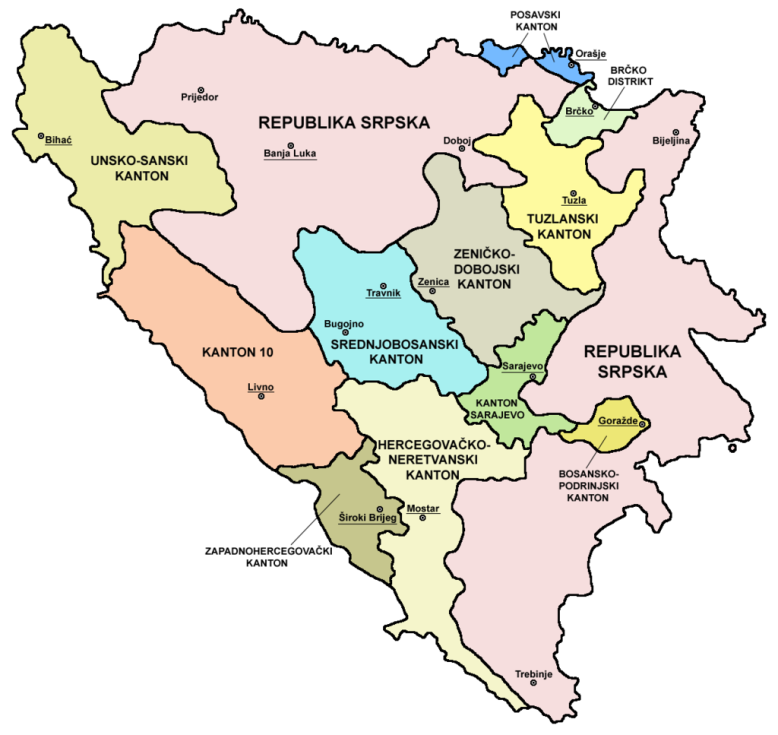 POSAVSKI
KANTON
Orašje
BRČKO
DISTRIKT
Prijedor
Brčko
REPUBLIKA SRPSKA
Bihać
Doboj
Bijeljina
Banja Luka
UNSKO-SANSKI
KANTON
Tuzla
TUZLANSKI
KANTON
ZENIČKO-
DOBOJSKI
KANTON
Zenica
Travnik
Bugojno
SREDNJOBOSANSKI
KANTON
KANTON 10
REPUBLIKA
SRPSKA
Sarajevo
Livno
KANTON
SARAJEVO
Goražde
HERCEGOVAČKO-
NERETVANSKI
KANTON
BOSANSKO-
PODRINJSKI
KANTON
Široki Brijeg
Mostar
ZAPADNOHERCEGOVAČKI
KANTON
Trebinje